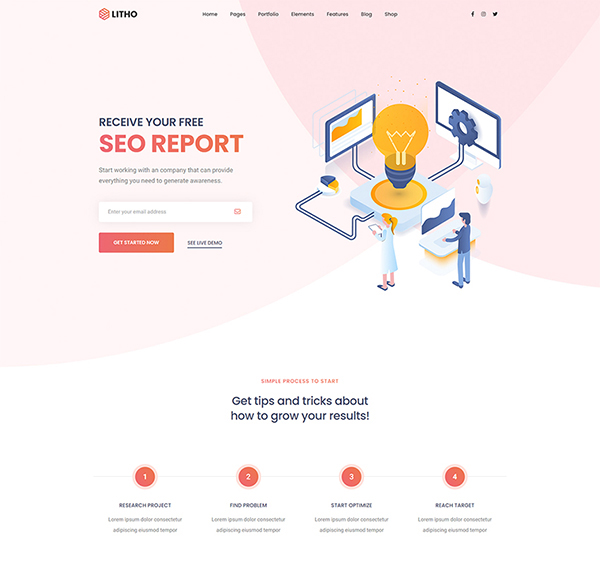 LITHO
Home Pages Portfolio Elements Features Blog Shop
RECEIVE YOUR FREE
SEO REPORT
Start working with an company that can provide
everything you need to generate awareness.
Enter your email address
GET STARTED NOW
SEE LIVE DEMO
SIMPLE PROCESS TO START
Get tips and tricks about
how to grow your results!
1 2 3 4
RESEARCH PROJECT FIND PROBLEM START OPTIMIZE REACH TARGET
Lorem ipsum dolor consectetur Lorem ipsum dolor consectetur Lorem ipsum dolor consectetur Lorem ipsum dolor consectetur
adipiscing eiusmod tempor adipiscing eiusmod tempor adipiscing eiusmod tempor adipiscing eiusmod tempor